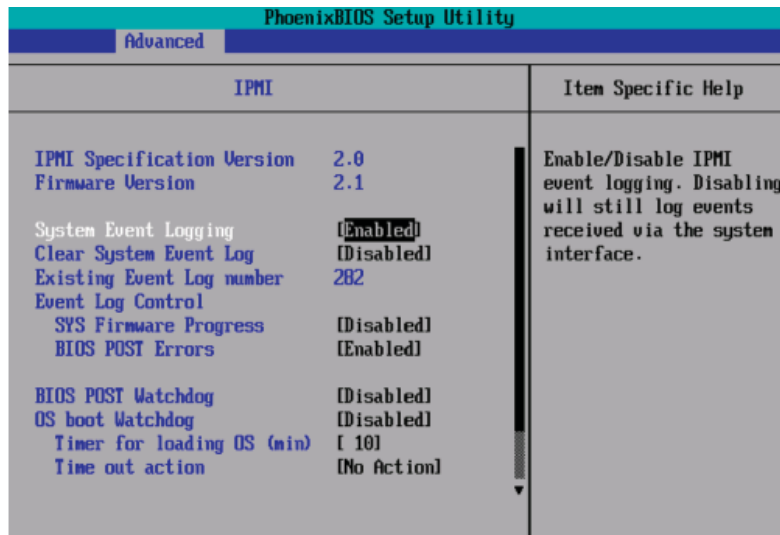 PhoenixBIOS Setup Utility
Advanced
IPMI
IPMI Specification Version 2.0
Firmware Version 2.1
System Event Logging [Enabled]
Clear System Event Log [Disabled]
Existing Event Log number 282
Event Log Control
SYS Firmware Progress [Disabled]
BIOS POST Errors [Enabled]
BIOS POST Watchdog [Disabled]
OS boot Watchdog [Disabled]
Timer for loading OS (min) [ 10]
Time out action [No Action]
Item Specific Help
Enable/Disable IPMI
event logging. Disabling
will still log events
received via the system
interface.